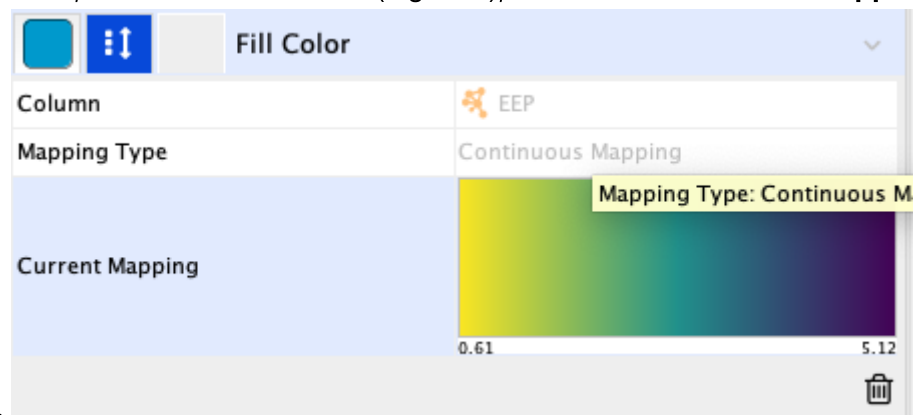 Fill Color
Column EEP
Mapping Type Continuous Mapping
Mapping Type: Continuous M
Current Mapping
0.61 5.12